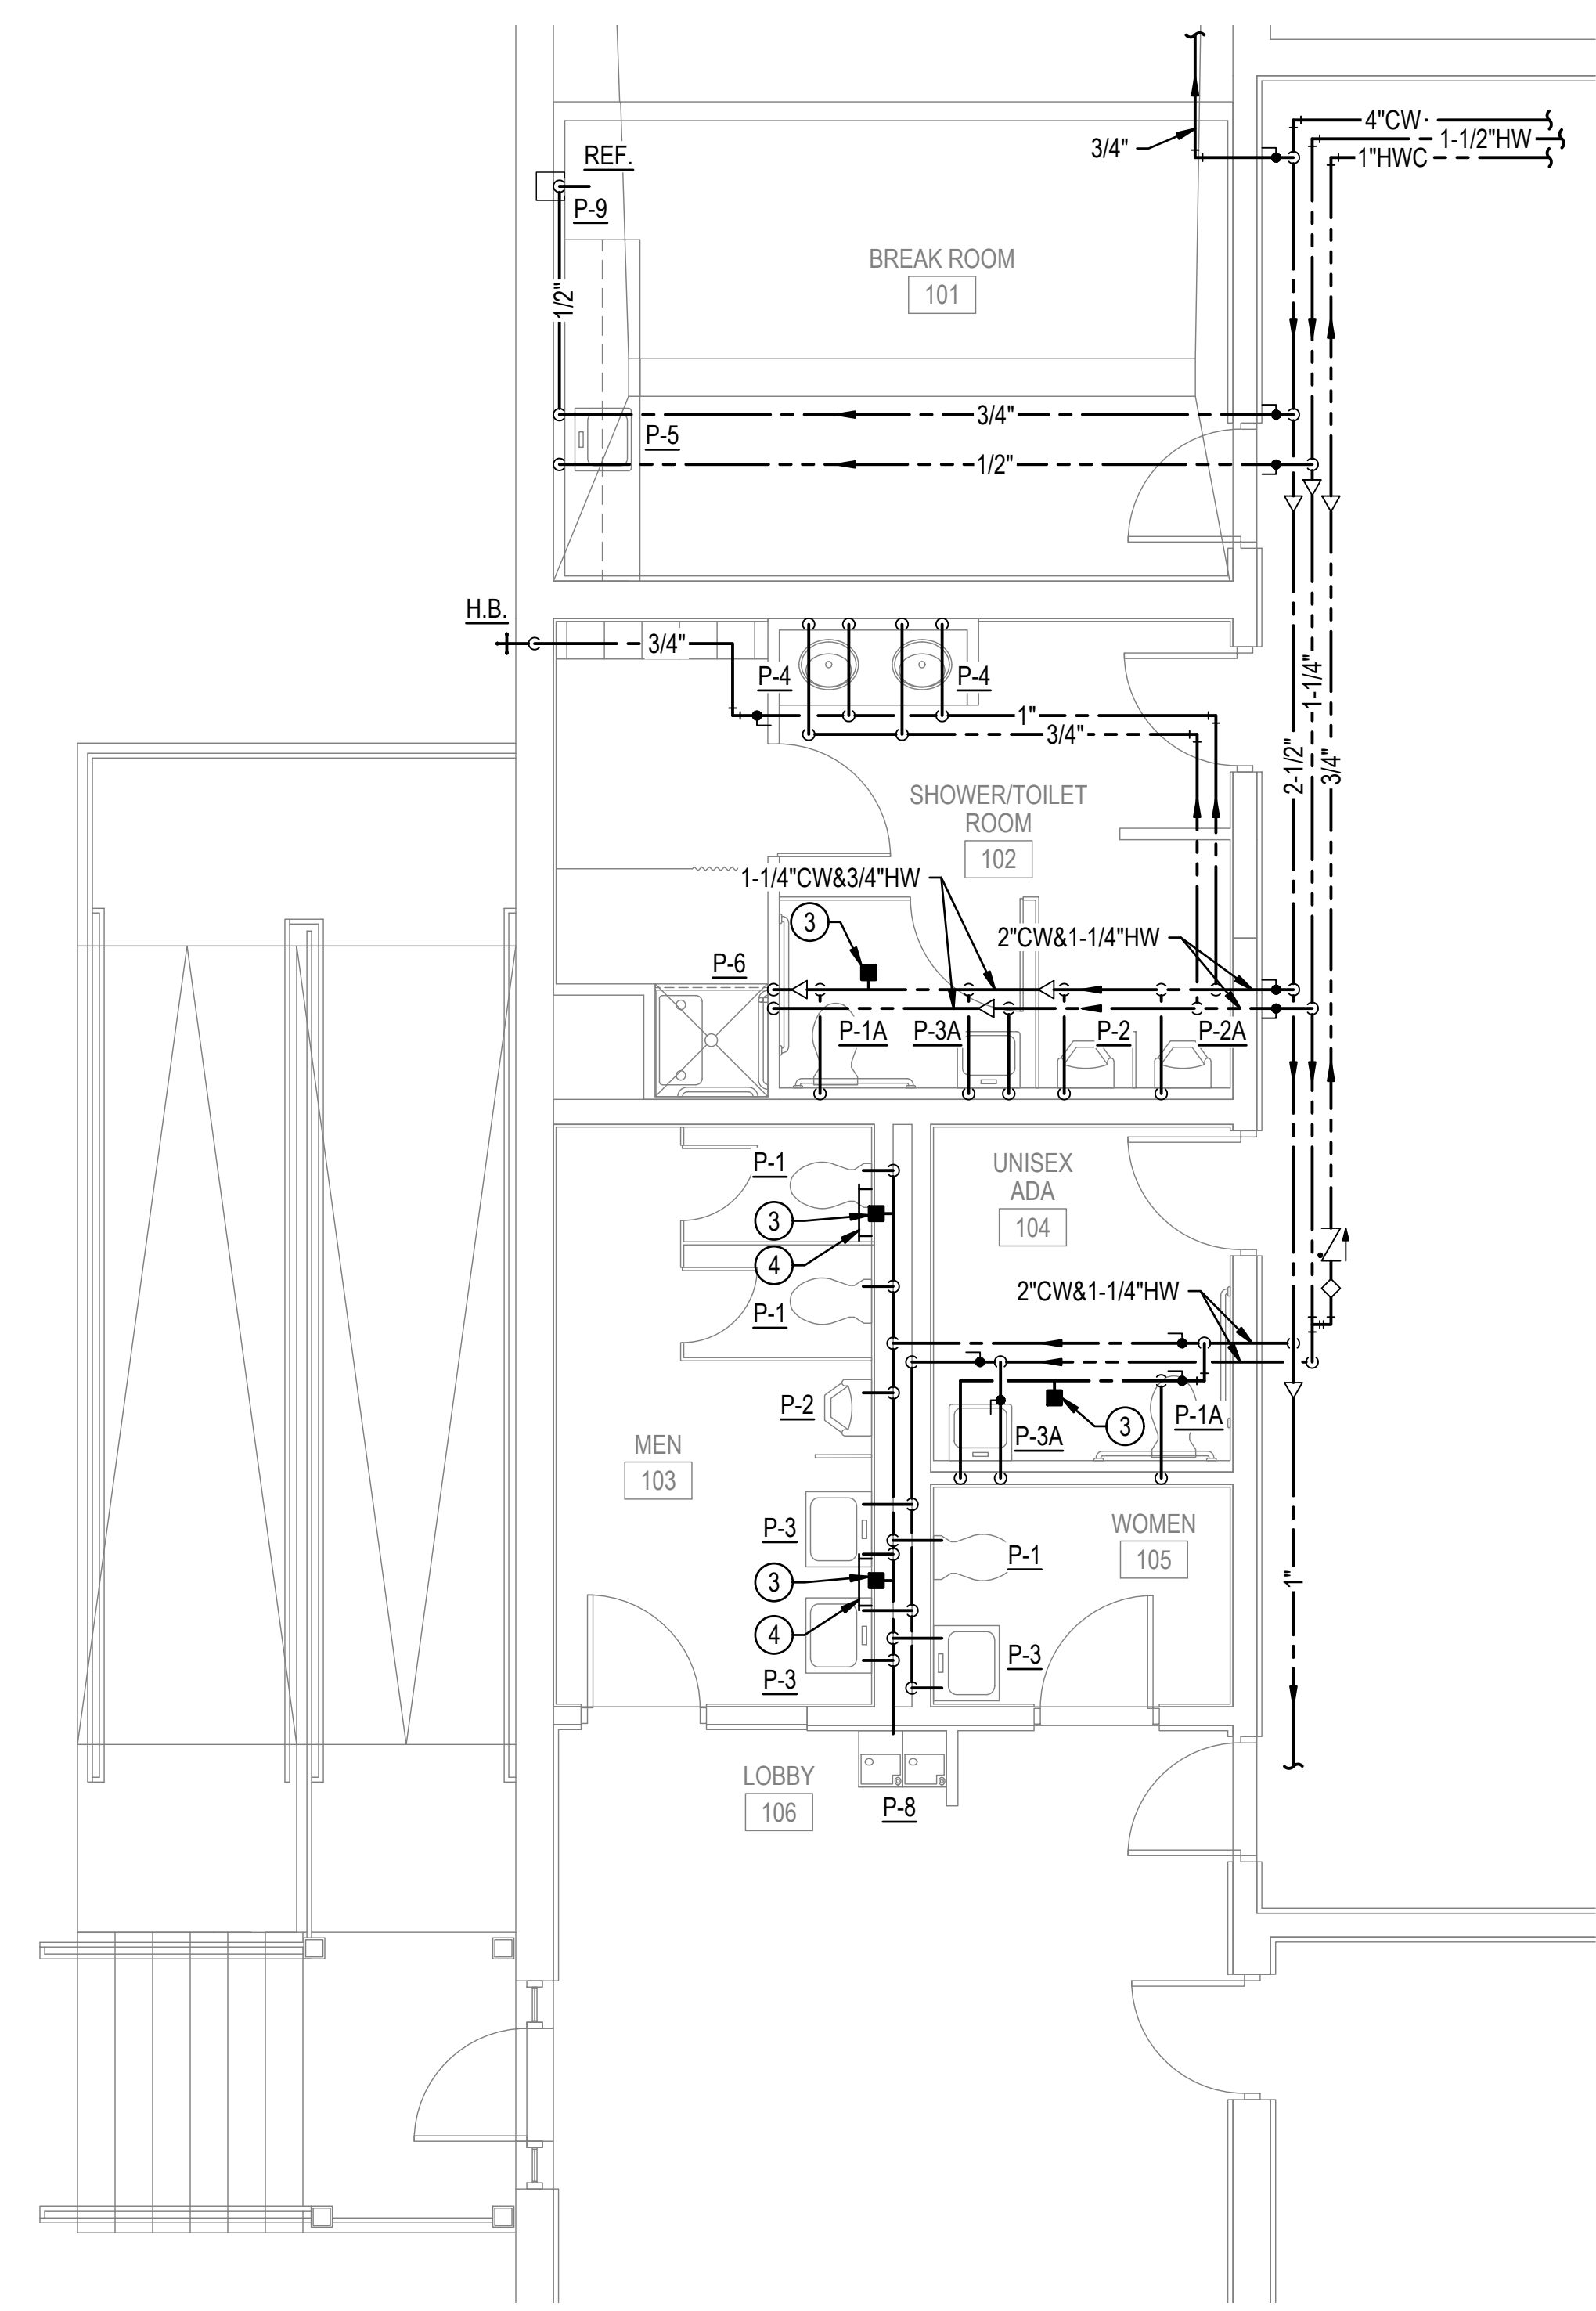 4"CW
1-1/2"HW
3/4"
1"HWC
REF.
P-9
BREAK ROOM
101
1/2"
3/4"
P-5
1/2"
H.B.
3/4"
P-4
P-4
1"
3/4"
1-1/4"
2-1/2"
3/4"
SHOWER/TOILET
ROOM
102
1-1/4"CW&3/4"HW
3
2"CW&1-1/4"HW
P-6
P-1A
P-3A
P-2
P-2A
P-1
UNISEX
ADA
104
3
4
P-1
2"CW&1-1/4"HW
P-2
P-1A
3
P-3A
MEN
103
P-3
WOMEN
105
P-1
3
1"
4
P-3
P-3
LOBBY
106
P-8